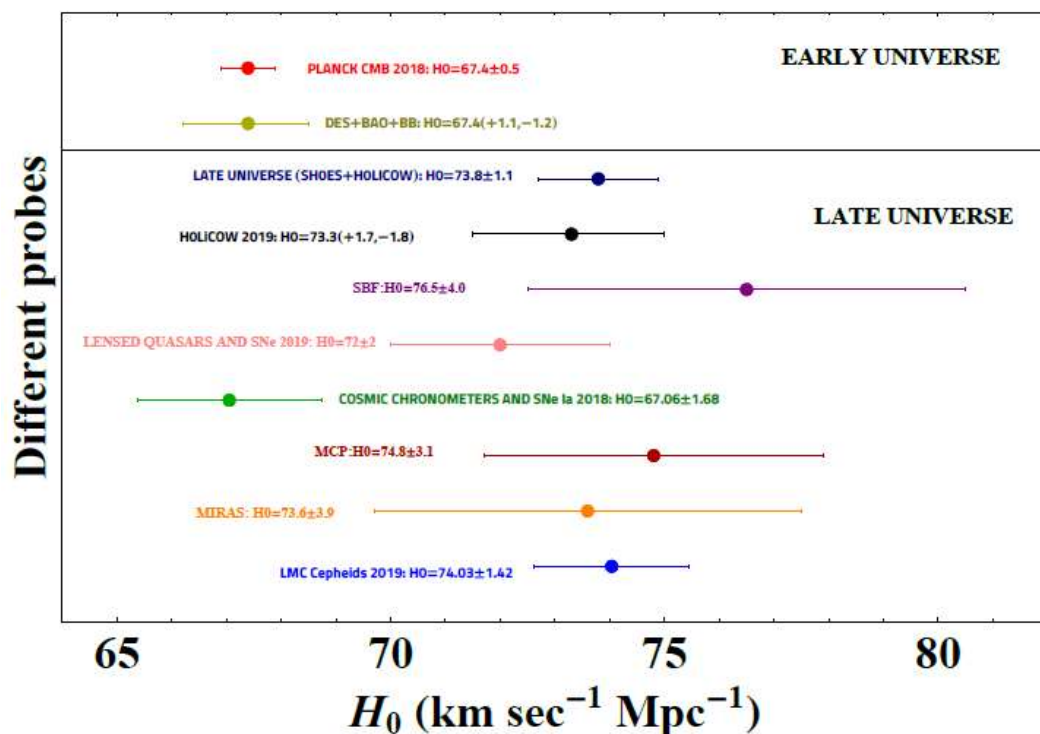 EARLY UNIVERSE
PLANCK CMB 2018: H0=67.4±0.5
DES+BAO+BB: H0=67.4(+1.1,−1.2)
LATE UNIVERSE (SH0ES+H0LICOW): H0=73.8±1.1
LATE UNIVERSE
H0LiCOW 2019: H0=73.3(+1.7,−1.8)
SBF:H0=76.5±4.0
LENSED QUASARS AND SNe 2019: H0=72±2
COSMIC CHRONOMETERS AND SNe Ia 2018: H0=67.06±1.68
MCP:H0=74.8±3.1
MIRAS: H0=73.6±3.9
LMC Cepheids 2019: H0=74.03±1.42
Different probes
65 70 75 80
H₀ (km sec⁻¹ Mpc⁻¹)